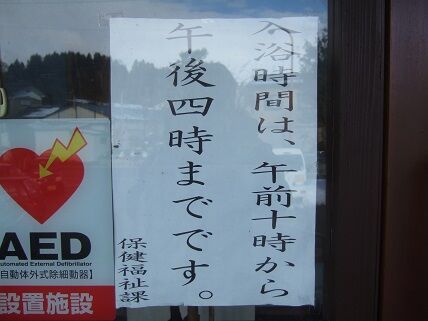 入浴時間は、午前十時から
午後四時までです。
保健福祉課
AED
Automated External Defibrillator
自動体外式除細動器】
設置施設